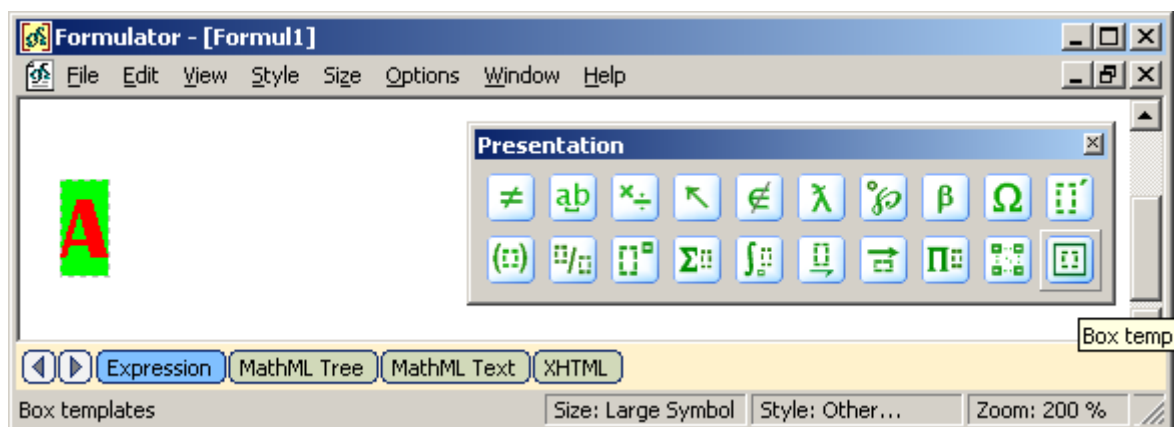 Formulator - [Formul1]
File Edit View Style Size Options Window Help
A
Presentation
≠ ab ×÷ ↖ ∉ ƛ °℘ β Ω
Σ ∫ Π
Box temp
Expression MathML Tree MathML Text XHTML
Box templates Size: Large Symbol Style: Other... Zoom: 200 %